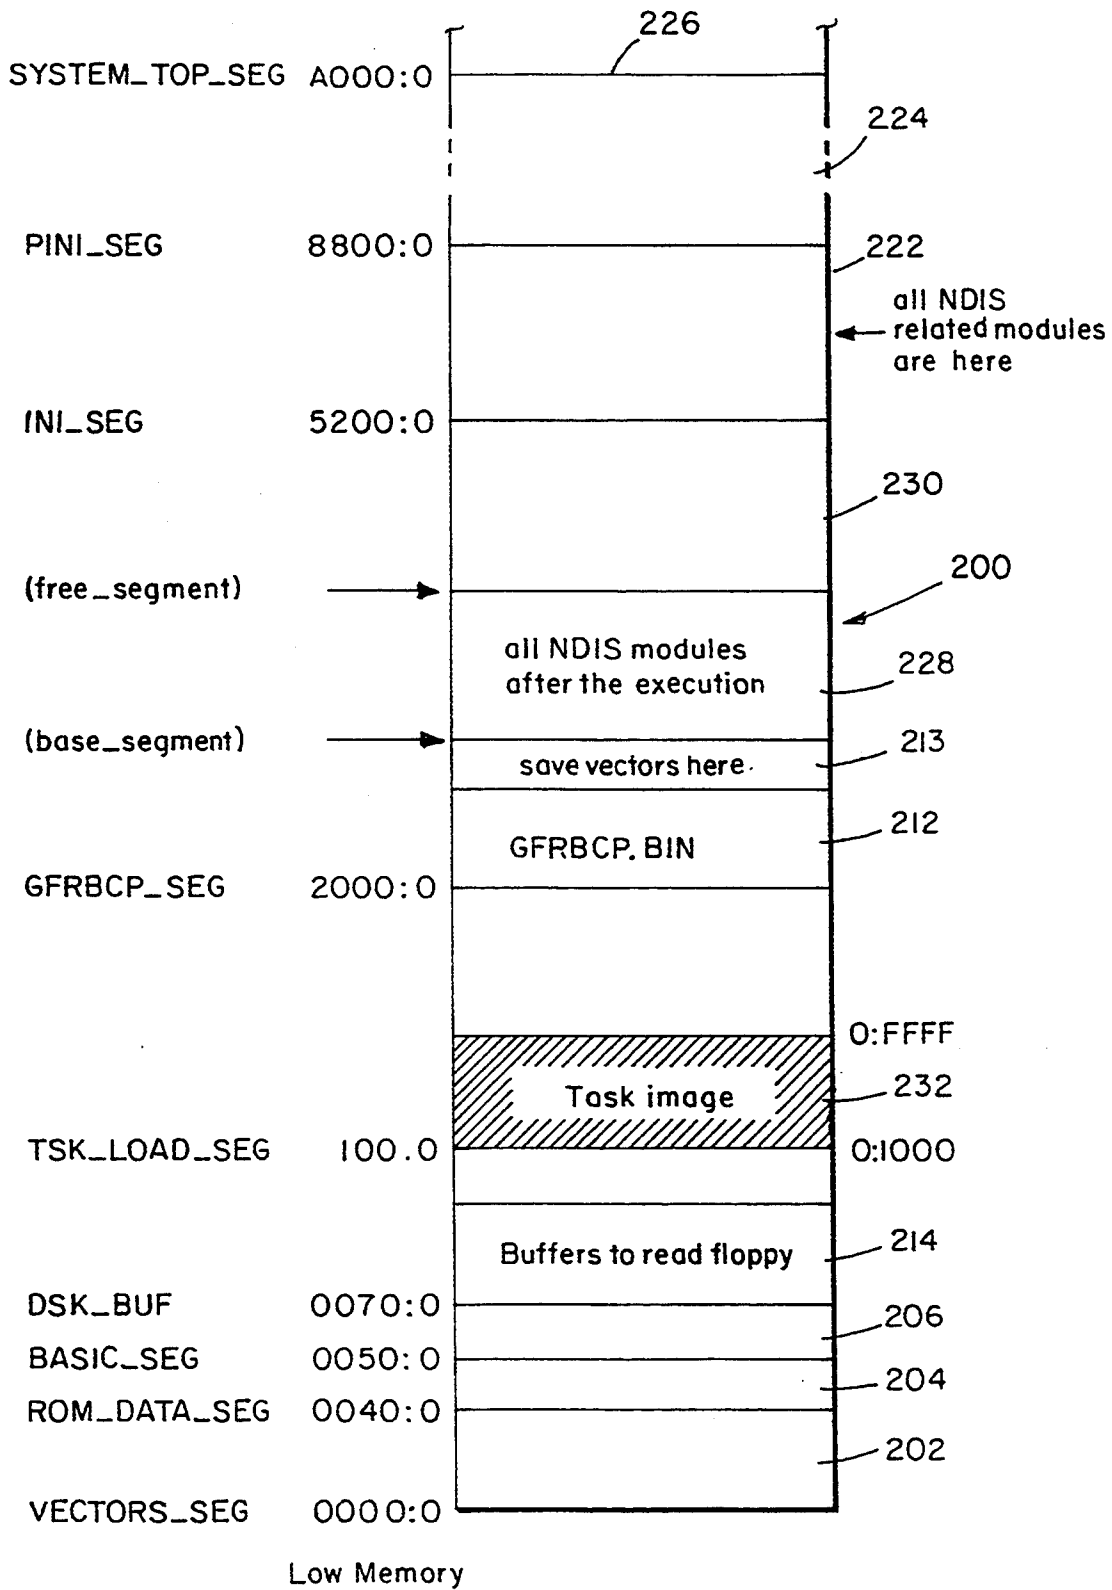 226
SYSTEM_TOP_SEG A000:0
224
PINI_SEG 8800:0
222
all NDIS
related modules
are here
INI_SEG 5200:0
230
(free_segment)
200
all NDIS modules
after the execution
228
(base_segment)
213
save vectors here.
212
GFRBCP.BIN
GFRBCP_SEG 2000:0
0:FFFF
Task image
232
TSK_LOAD_SEG 100.0 0:1000
Buffers to read floppy
214
DSK_BUF 0070:0
206
BASIC_SEG 0050:0
204
ROM_DATA_SEG 0040:0
202
VECTORS_SEG 0000:0
Low Memory